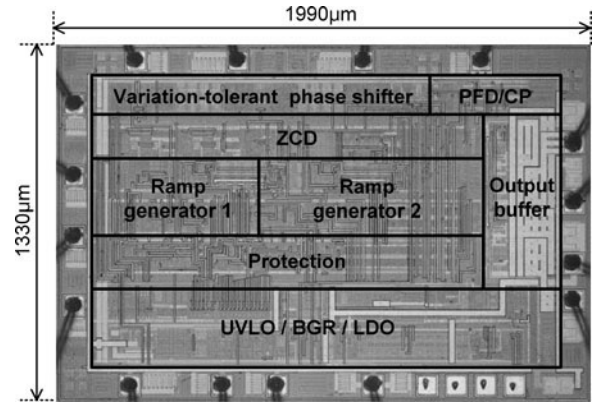 1990μm
1330μm
Variation-tolerant phase shifter
PFD/CP
ZCD
Ramp
generator 1
Ramp
generator 2
Output
buffer
Protection
UVLO / BGR / LDO